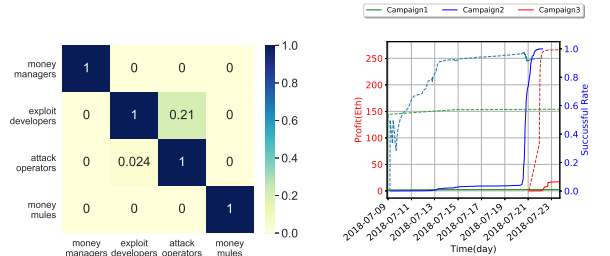 Campaign1 Campaign2 Campaign3
money managers
exploit developers
attack operators
money mules
1 0 0 0
0 1 0.21 0
0 0.024 1 0
0 0 0 1
money managers
exploit developers
attack operators
money mules
1.0
0.8
0.6
0.4
0.2
0.0
Profit(Eth)
250
200
150
100
50
0
1.0
0.8
0.6
0.4
0.2
0.0
Succussful Rate
2018-07-09
2018-07-11
2018-07-13
2018-07-15
2018-07-17
2018-07-19
2018-07-21
2018-07-23
Time(day)